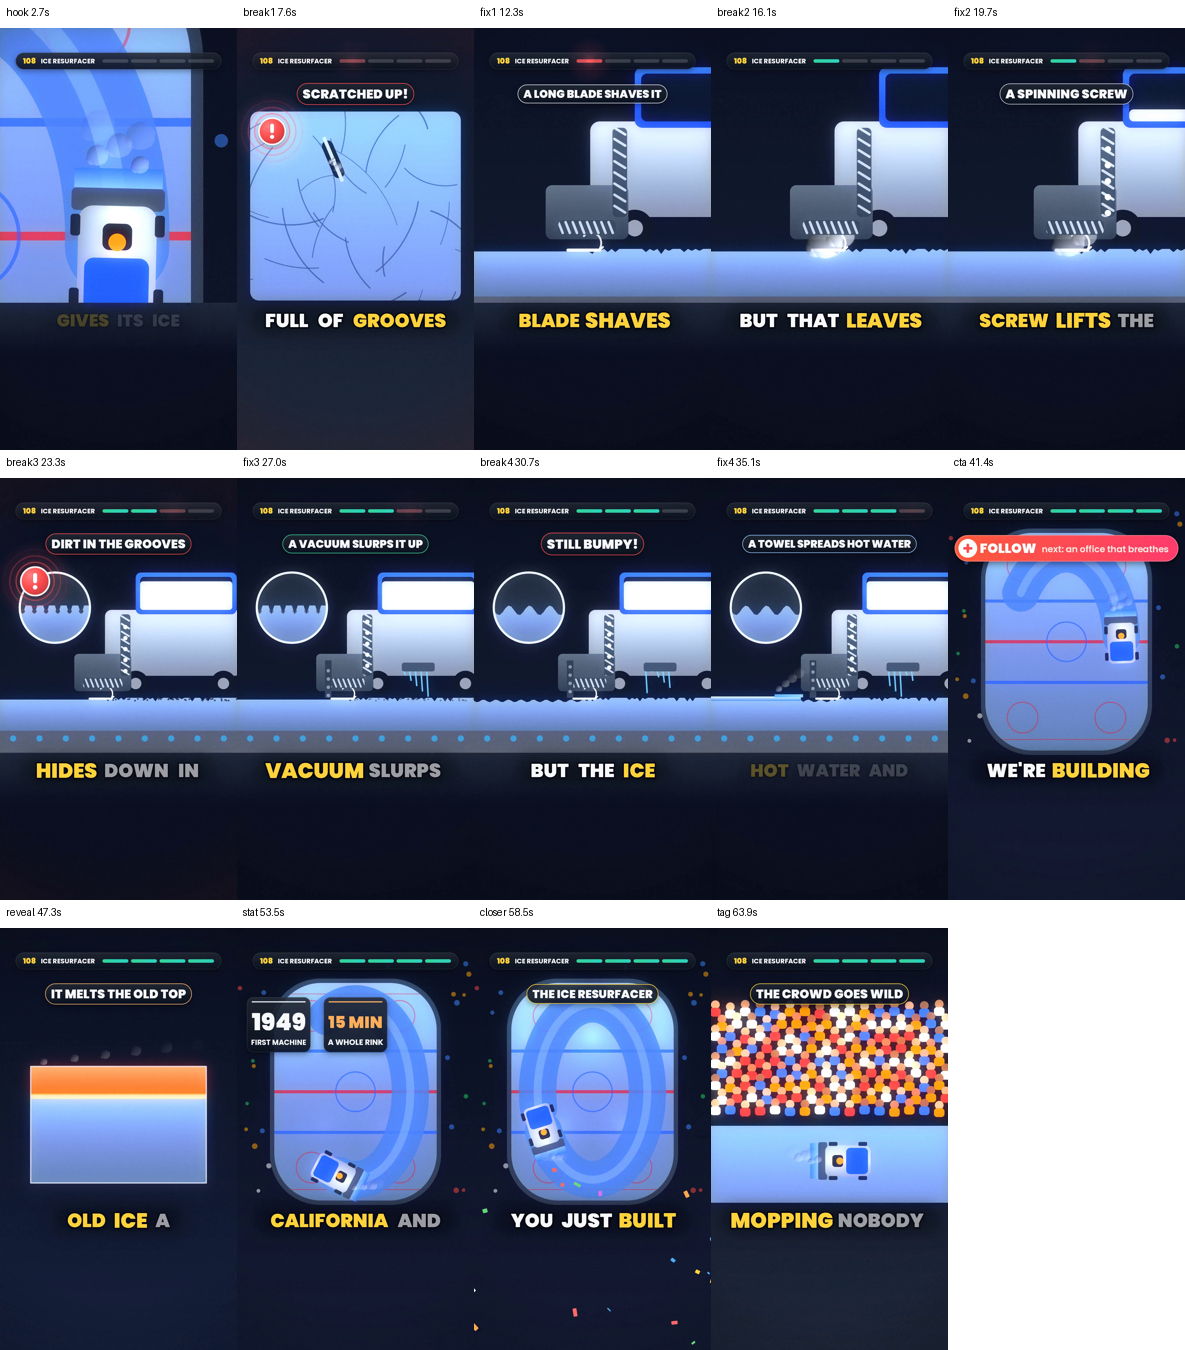 hook 2.7s
108 ICE RESURFACER
GIVES ITS ICE
break1 7.6s
108 ICE RESURFACER
SCRATCHED UP!
!
FULL OF GROOVES
fix1 12.3s
108 ICE RESURFACER
A LONG BLADE SHAVES IT
BLADE SHAVES
break2 16.1s
108 ICE RESURFACER
BUT THAT LEAVES
fix2 19.7s
108 ICE RESURFACER
A SPINNING SCREW
SCREW LIFTS THE
break3 23.3s
108 ICE RESURFACER
DIRT IN THE GROOVES
!
HIDES DOWN IN
fix3 27.0s
108 ICE RESURFACER
A VACUUM SLURPS IT UP
VACUUM SLURPS
break4 30.7s
108 ICE RESURFACER
STILL BUMPY!
BUT THE ICE
fix4 35.1s
108 ICE RESURFACER
A TOWEL SPREADS HOT WATER
HOT WATER AND
cta 41.4s
108 ICE RESURFACER
FOLLOW next: an office that breathes
WE'RE BUILDING
reveal 47.3s
108 ICE RESURFACER
IT MELTS THE OLD TOP
OLD ICE A
stat 53.5s
108 ICE RESURFACER
1949
FIRST MACHINE
15 MIN
A WHOLE RINK
CALIFORNIA AND
closer 58.5s
108 ICE RESURFACER
THE ICE RESURFACER
YOU JUST BUILT
tag 63.9s
108 ICE RESURFACER
THE CROWD GOES WILD
MOPPING NOBODY